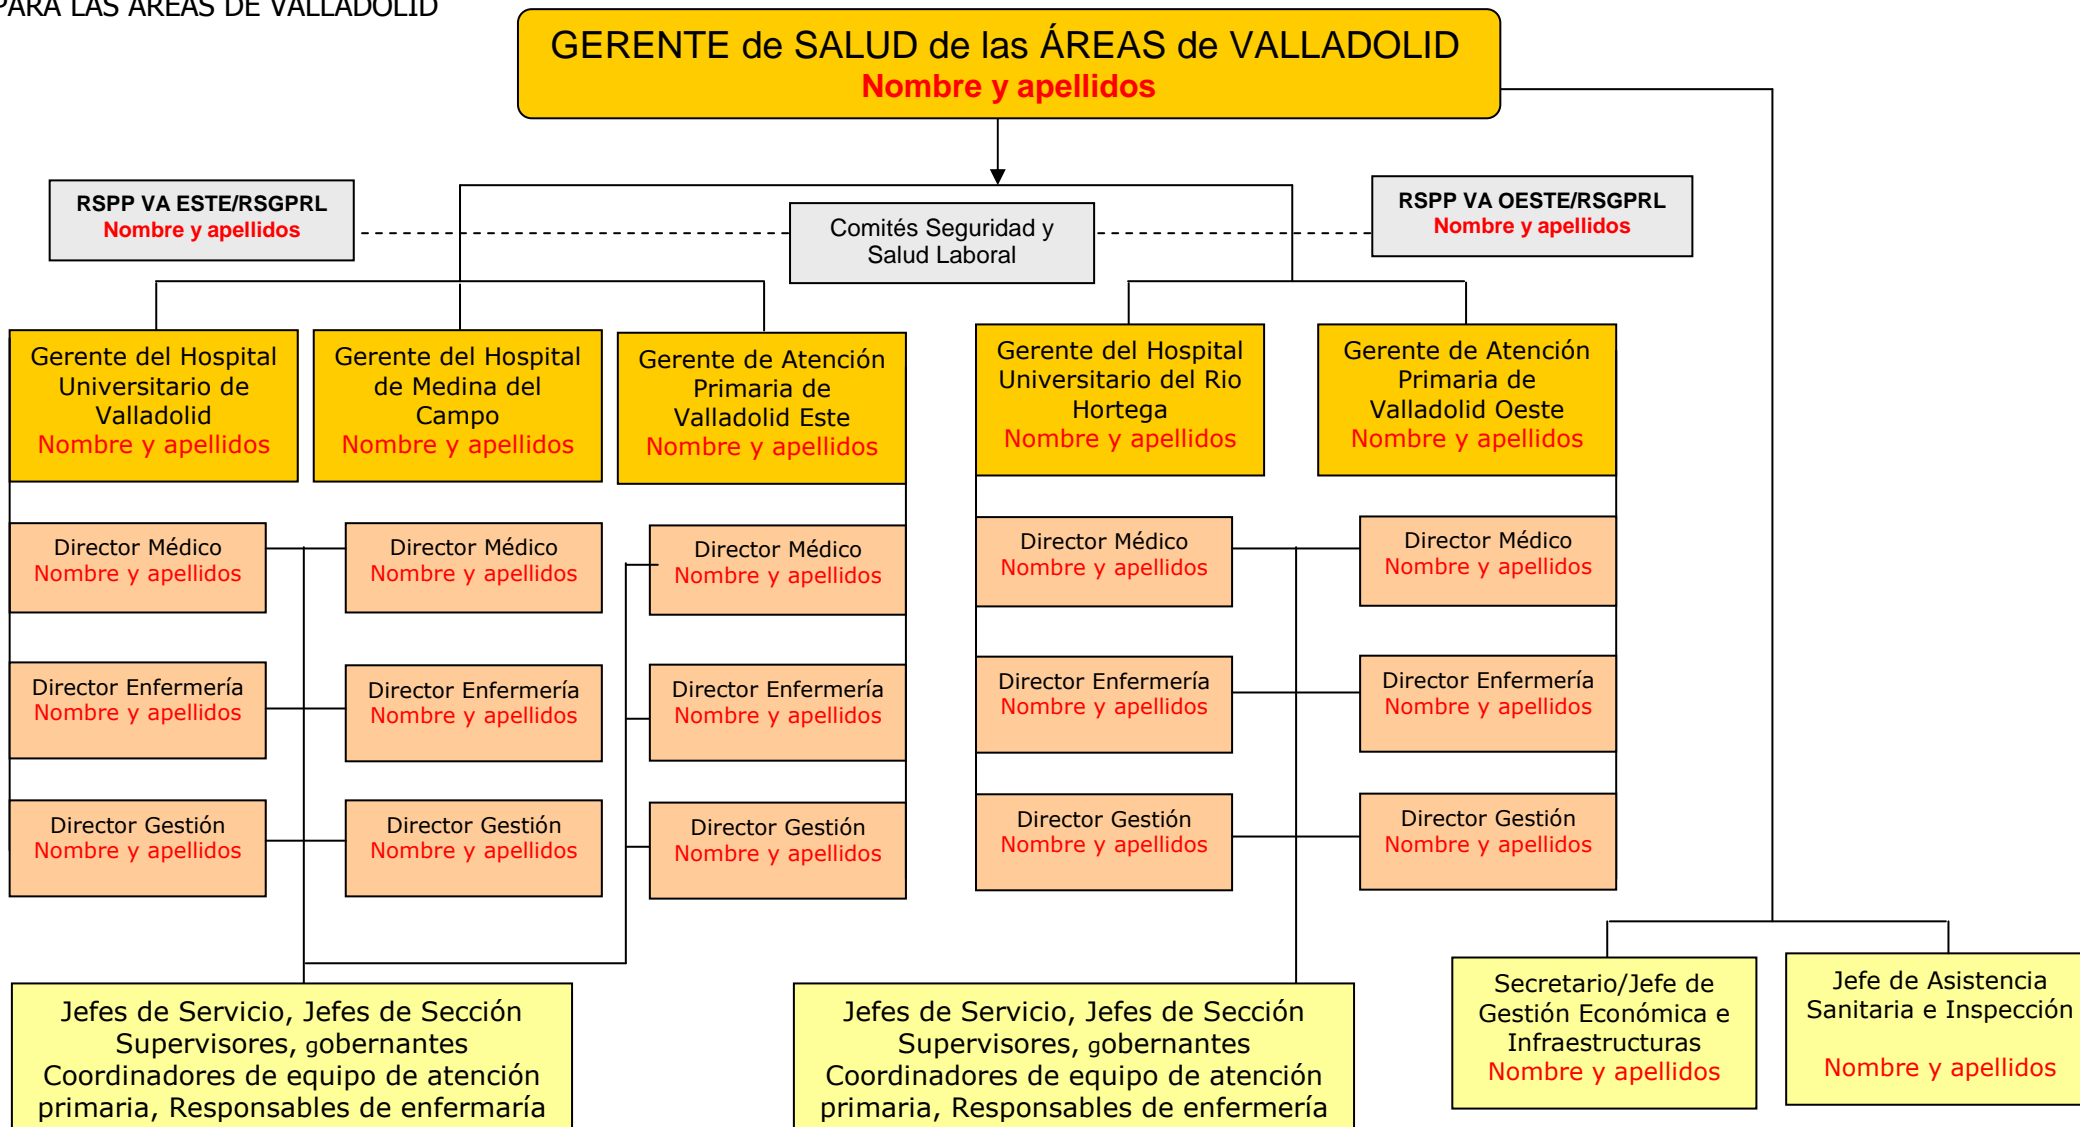 PARA LAS ÁREAS DE VALLADOLID
GERENTE de SALUD de las ÁREAS de VALLADOLID
Nombre y apellidos
RSPP VA ESTE/RSGPRL
Nombre y apellidos
Comités Seguridad y
Salud Laboral
RSPP VA OESTE/RSGPRL
Nombre y apellidos
Gerente del Hospital
Universitario de
Valladolid
Nombre y apellidos
Gerente del Hospital
de Medina del
Campo
Nombre y apellidos
Gerente de Atención
Primaria de
Valladolid Este
Nombre y apellidos
Gerente del Hospital
Universitario del Rio
Hortega
Nombre y apellidos
Gerente de Atención
Primaria de
Valladolid Oeste
Nombre y apellidos
Director Médico
Nombre y apellidos
Director Médico
Nombre y apellidos
Director Médico
Nombre y apellidos
Director Médico
Nombre y apellidos
Director Médico
Nombre y apellidos
Director Enfermería
Nombre y apellidos
Director Enfermería
Nombre y apellidos
Director Enfermería
Nombre y apellidos
Director Enfermería
Nombre y apellidos
Director Enfermería
Nombre y apellidos
Director Gestión
Nombre y apellidos
Director Gestión
Nombre y apellidos
Director Gestión
Nombre y apellidos
Director Gestión
Nombre y apellidos
Director Gestión
Nombre y apellidos
Jefes de Servicio, Jefes de Sección
Supervisores, gobernantes
Coordinadores de equipo de atención
primaria, Responsables de enfermaría
Jefes de Servicio, Jefes de Sección
Supervisores, gobernantes
Coordinadores de equipo de atención
primaria, Responsables de enfermería
Secretario/Jefe de
Gestión Económica e
Infraestructuras
Nombre y apellidos
Jefe de Asistencia
Sanitaria e Inspección
Nombre y apellidos